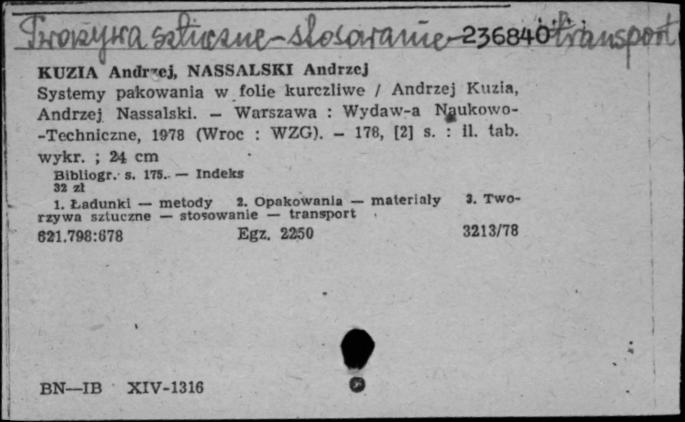 Tworzywa sztuczne - stosowanie - 236840 transport
KUZIA Andrzej, NASSALSKI Andrzej
Systemy pakowania w folie kurczliwe / Andrzej Kuzia,
Andrzej Nassalski. — Warszawa : Wydaw-a Naukowo-
-Techniczne, 1978 (Wroc : WZG). — 178, [2] s. : il. tab.
wykr. ; 24 cm
Bibliogr. s. 175. — Indeks
32 zł
1. Ładunki — metody 2. Opakowania — materiały 3. Two-
rzywa sztuczne — stosowanie — transport
621.798:678 Egz. 2250 3213/78
BN—IB XIV-1316